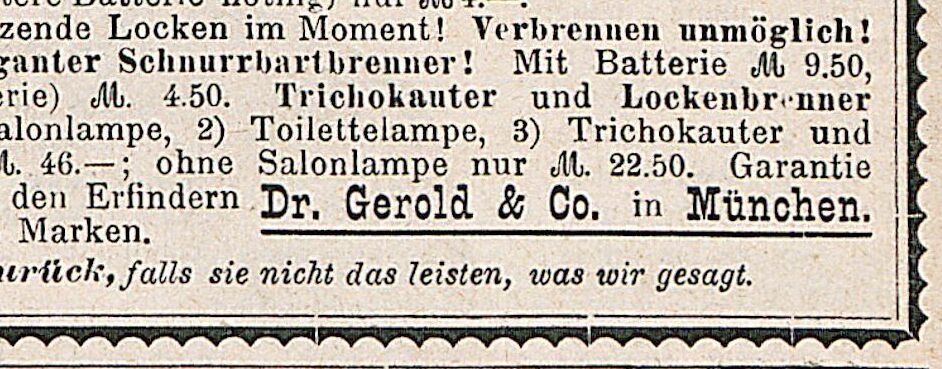 zende Locken im Moment! Verbrennen unmöglich!
ganter Schnurrbartbrenner! Mit Batterie ℳ 9.50,
erie) ℳ. 4.50. Trichokauter und Lockenbrenner
alonlampe, 2) Toilettelampe, 3) Trichokauter und
ℳ. 46.—; ohne Salonlampe nur ℳ. 22.50. Garantie
den Erfindern Dr. Gerold & Co. in München.
Marken.
urück, falls sie nicht das leisten, was wir gesagt.